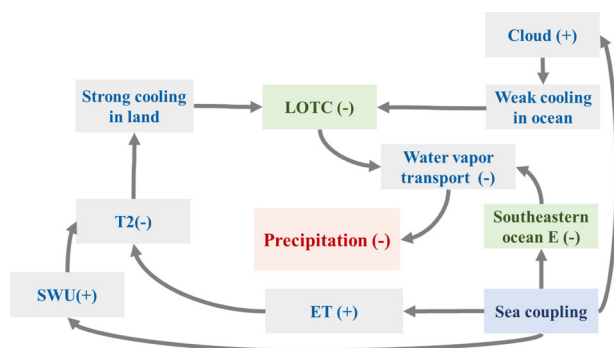 Cloud (+)
Strong cooling
in land
LOTC (-)
Weak cooling
in ocean
Water vapor
transport (-)
T2(-)
Precipitation (-)
Southeastern
ocean E (-)
SWU(+)
ET (+)
Sea coupling